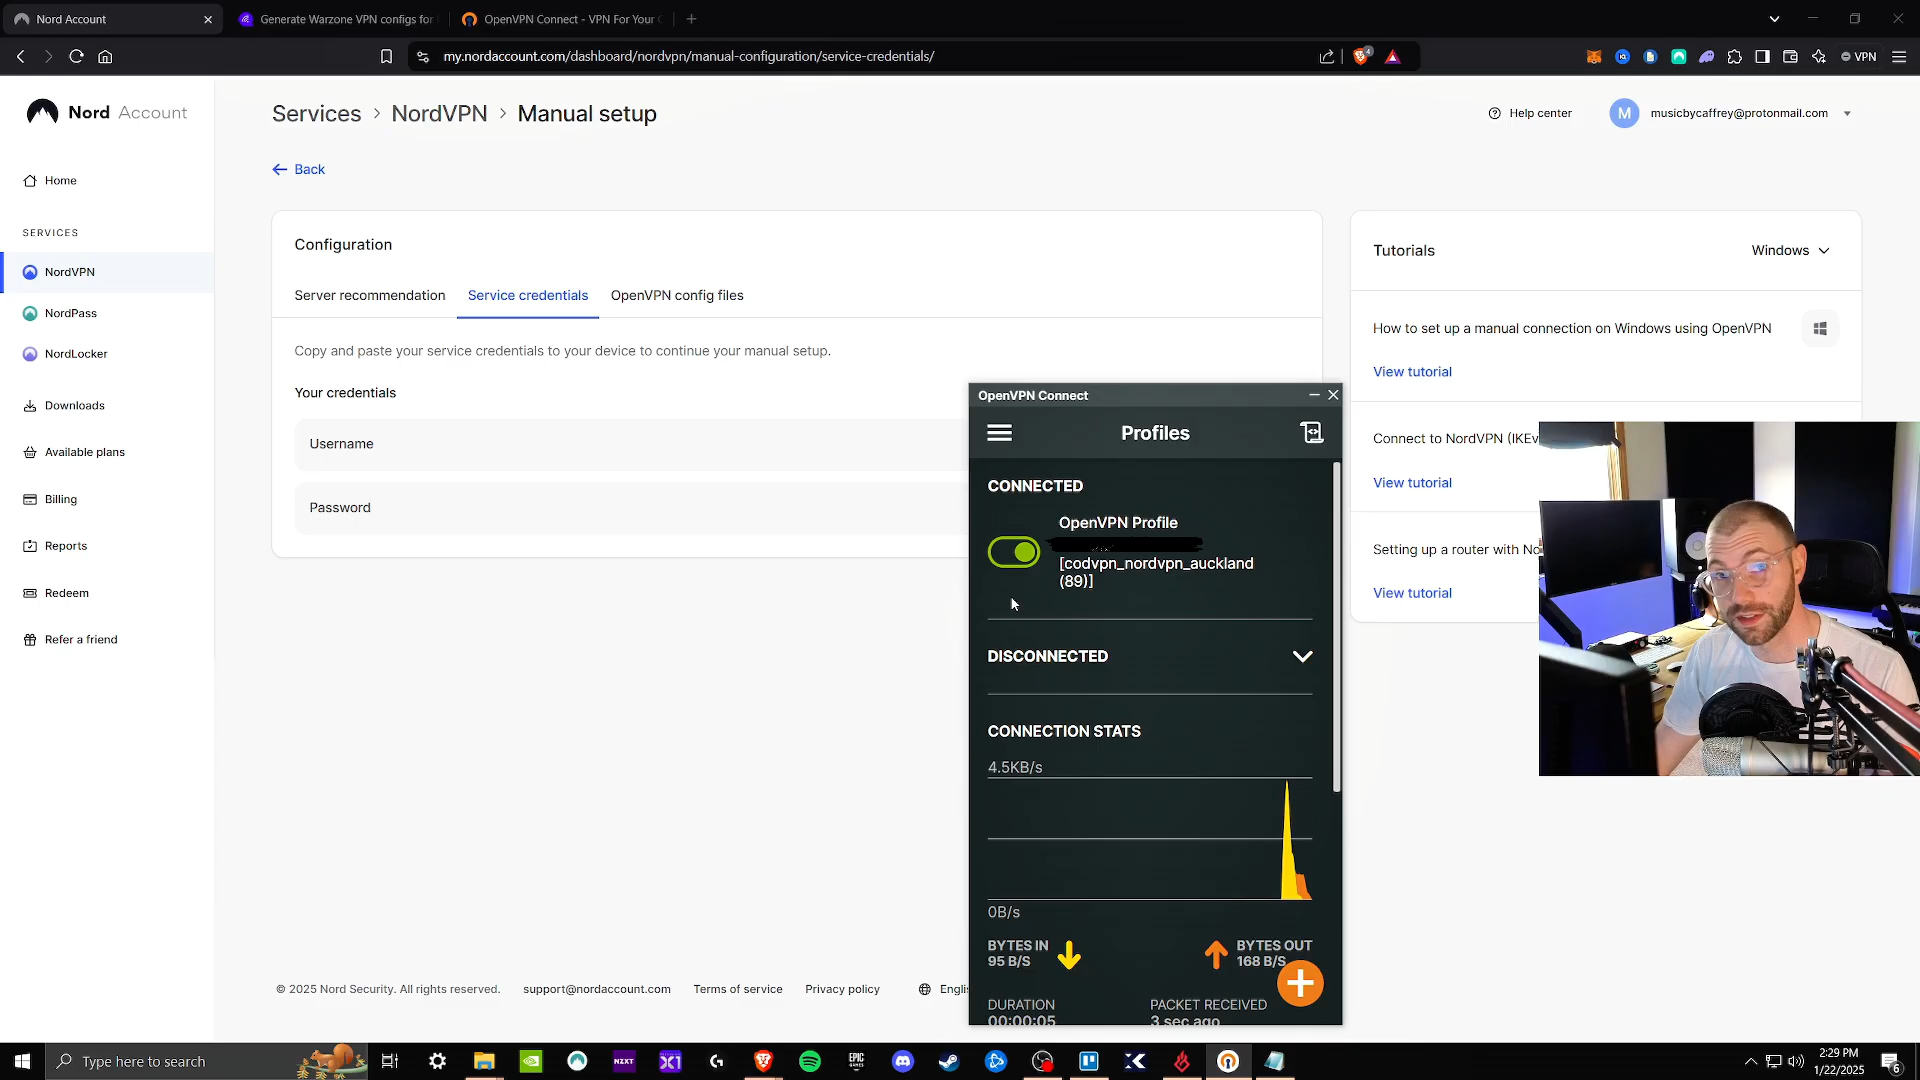 Nord Account
Generate Warzone VPN configs for
OpenVPN Connect - VPN For Your
my.nordaccount.com/dashboard/nordvpn/manual-configuration/service-credentials/
4
VPN
Nord Account
Services > NordVPN > Manual setup
Help center
M
musicbycaffrey@protonmail.com
Back
Home
SERVICES
NordVPN
NordPass
NordLocker
Downloads
Available plans
Billing
Reports
Redeem
Refer a friend
Configuration
Server recommendation
Service credentials
OpenVPN config files
Copy and paste your service credentials to your device to continue your manual setup.
Your credentials
Username
Password
Tutorials
Windows
How to set up a manual connection on Windows using OpenVPN
View tutorial
Connect to NordVPN (IKEv
View tutorial
Setting up a router with No
View tutorial
OpenVPN Connect
Profiles
CONNECTED
OpenVPN Profile
[codvpn_nordvpn_auckland
(89)]
DISCONNECTED
CONNECTION STATS
4.5KB/s
0B/s
BYTES IN
95 B/S
BYTES OUT
168 B/S
DURATION
00:00:05
PACKET RECEIVED
3 sec ago
© 2025 Nord Security. All rights reserved.
support@nordaccount.com
Terms of service
Privacy policy
Englis
Type here to search
NZXT
EPIC
GAMES
2:29 PM
1/22/2025
6